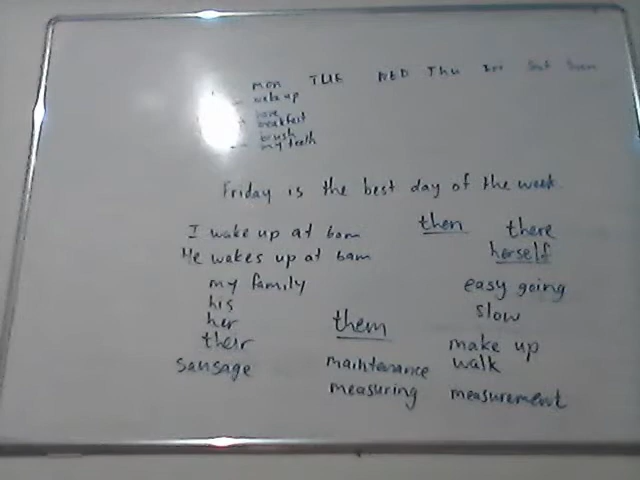 mon TUE WED Thu
wake up
have
breakfast
brush
my teeth
Friday is the best day of the week.
I wake up at 6am then there
He wakes up at 6am herself
my family easy going
his slow
her them
their make up
sausage maintenance walk
measuring measurement